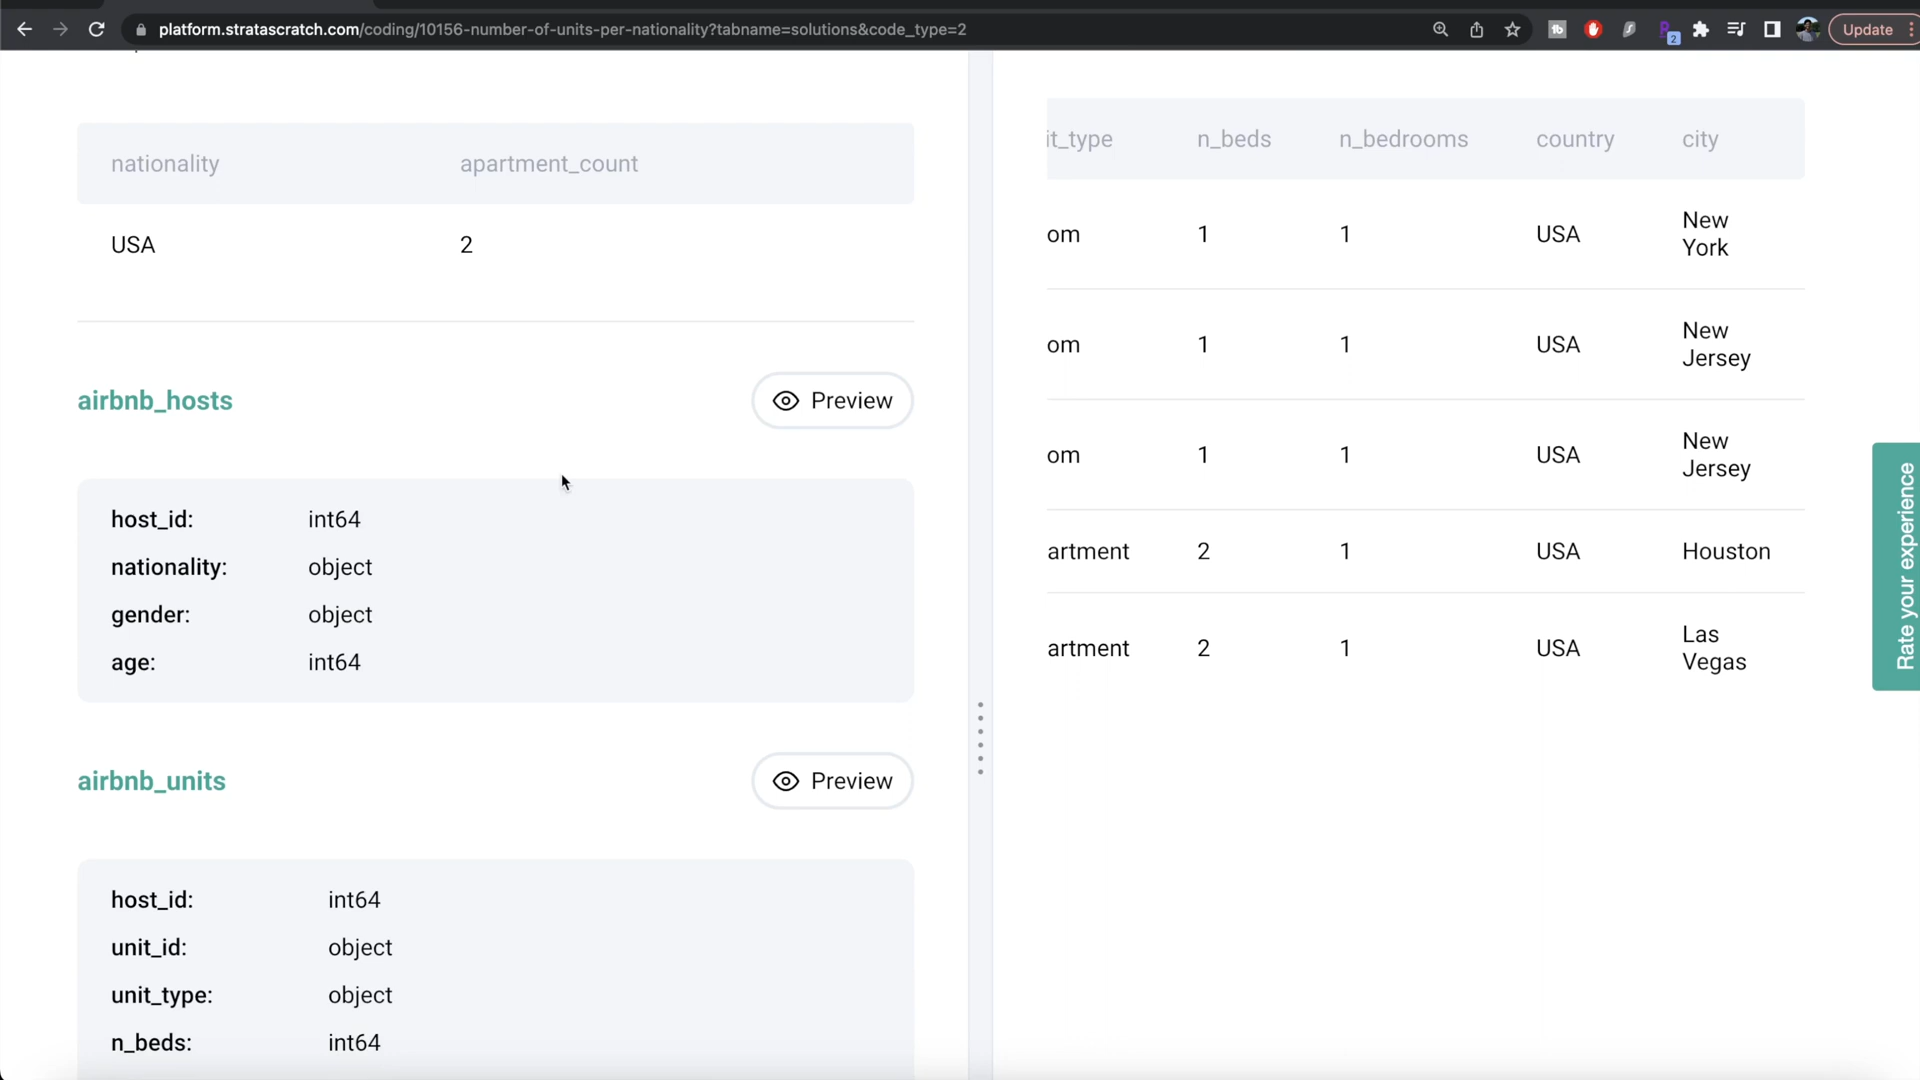 platform.stratascratch.com/coding/10156-number-of-units-per-nationality?tabname=solutions&code_type=2
2
Update
nationality apartment_count
USA 2
airbnb_hosts
Preview
host_id: int64
nationality: object
gender: object
age: int64
airbnb_units
Preview
host_id: int64
unit_id: object
unit_type: object
n_beds: int64
it_type n_beds n_bedrooms country city
om 1 1 USA New
York
om 1 1 USA New
Jersey
om 1 1 USA New
Jersey
artment 2 1 USA Houston
artment 2 1 USA Las
Vegas
Rate your experience